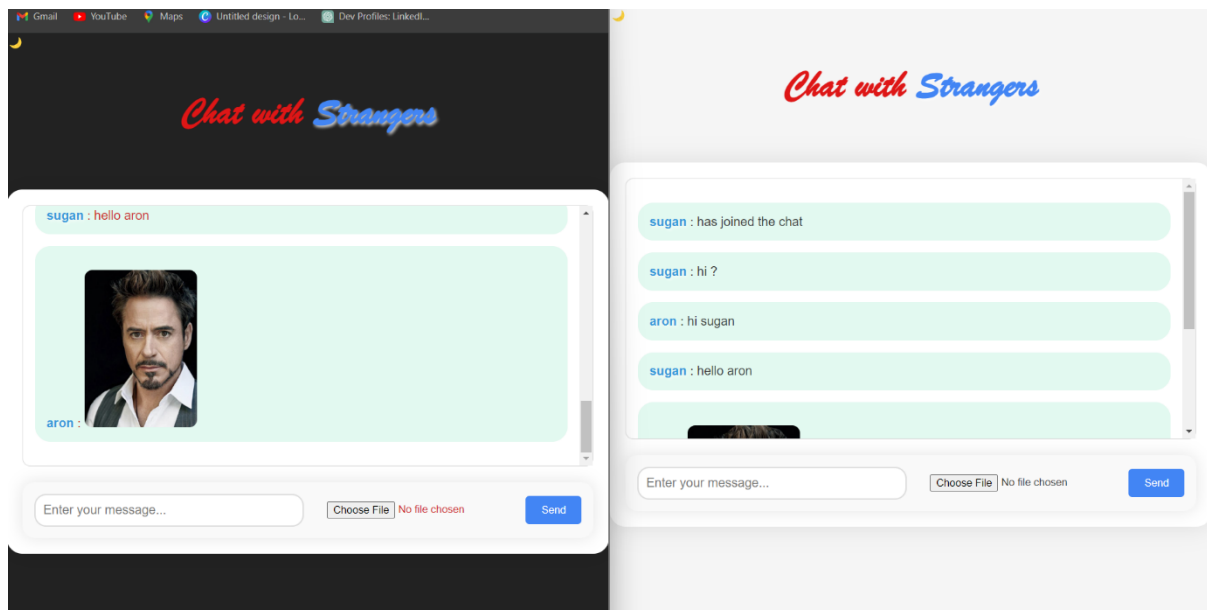 Gmail YouTube Maps Untitled design - Lo... Dev Profiles: LinkedI...
Chat with Strangers
sugan : hello aron
aron :
Enter your message...
Choose File No file chosen
Send
Chat with Strangers
sugan : has joined the chat
sugan : hi ?
aron : hi sugan
sugan : hello aron
Enter your message...
Choose File No file chosen
Send